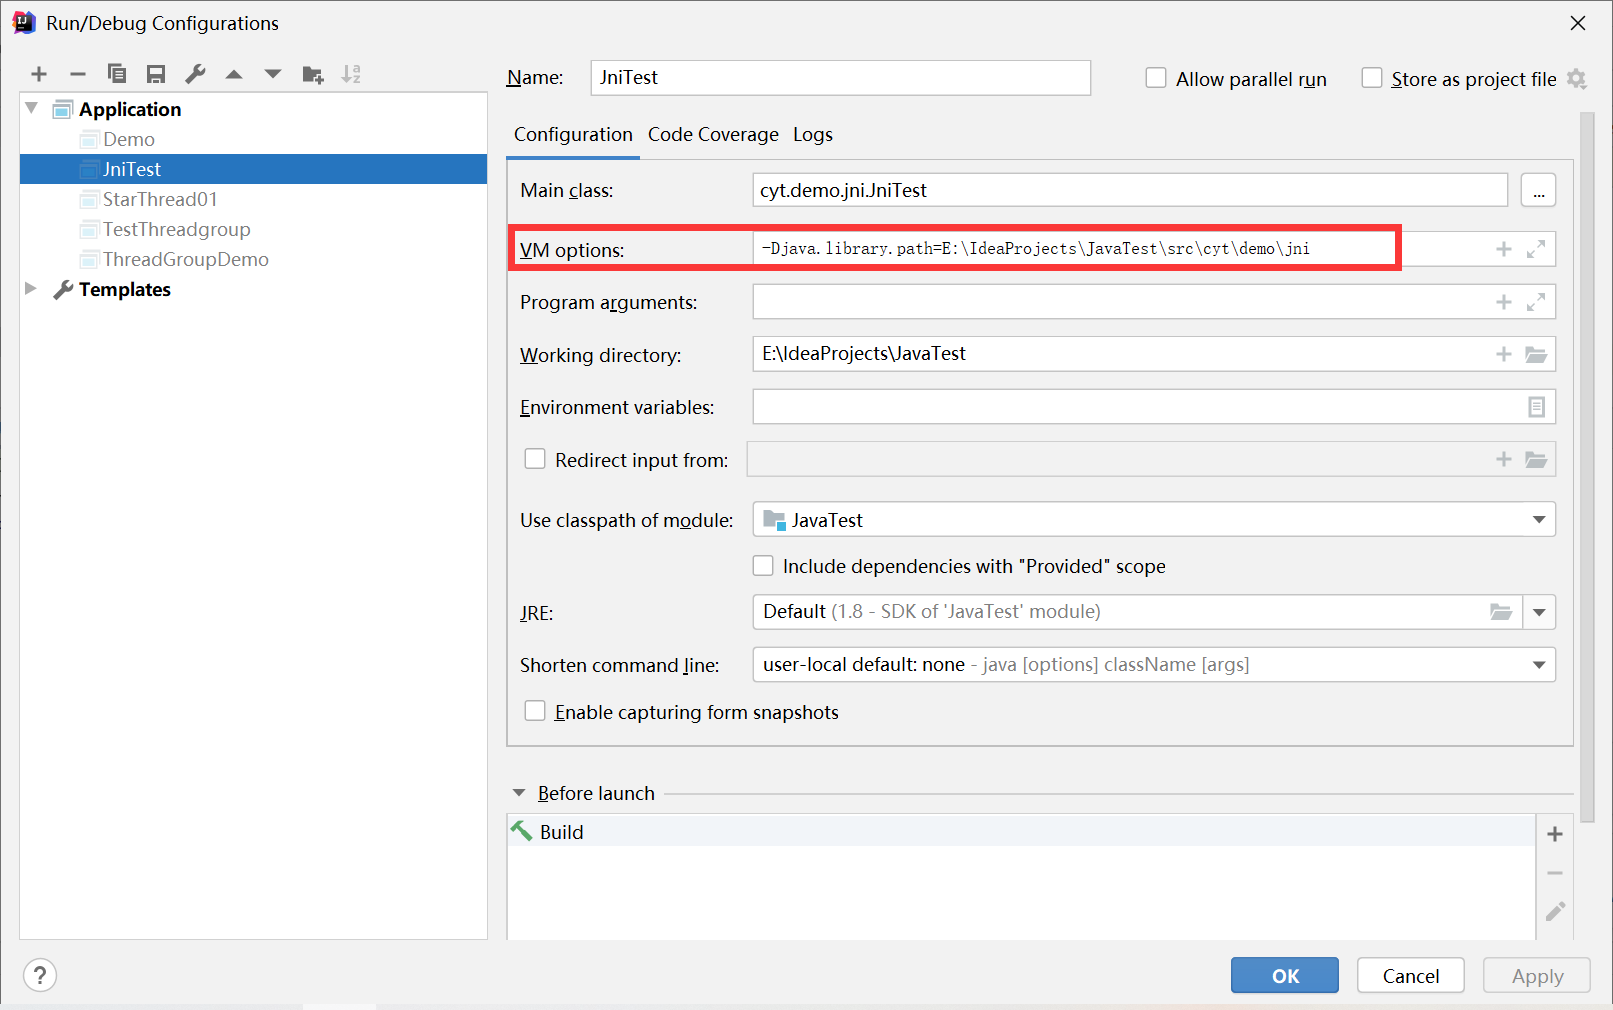 Run/Debug Configurations
Name: JniTest
Allow parallel run
Store as project file
Application
Demo
JniTest
StarThread01
TestThreadgroup
ThreadGroupDemo
Templates
Configuration Code Coverage Logs
Main class: cyt.demo.jni.JniTest ...
VM options: -Djava.library.path=E:\IdeaProjects\JavaTest\src\cyt\demo\jni
Program arguments:
Working directory: E:\IdeaProjects\JavaTest
Environment variables:
Redirect input from:
Use classpath of module: JavaTest
Include dependencies with "Provided" scope
JRE: Default (1.8 - SDK of 'JavaTest' module)
Shorten command line: user-local default: none - java [options] className [args]
Enable capturing form snapshots
Before launch
Build
? OK Cancel Apply